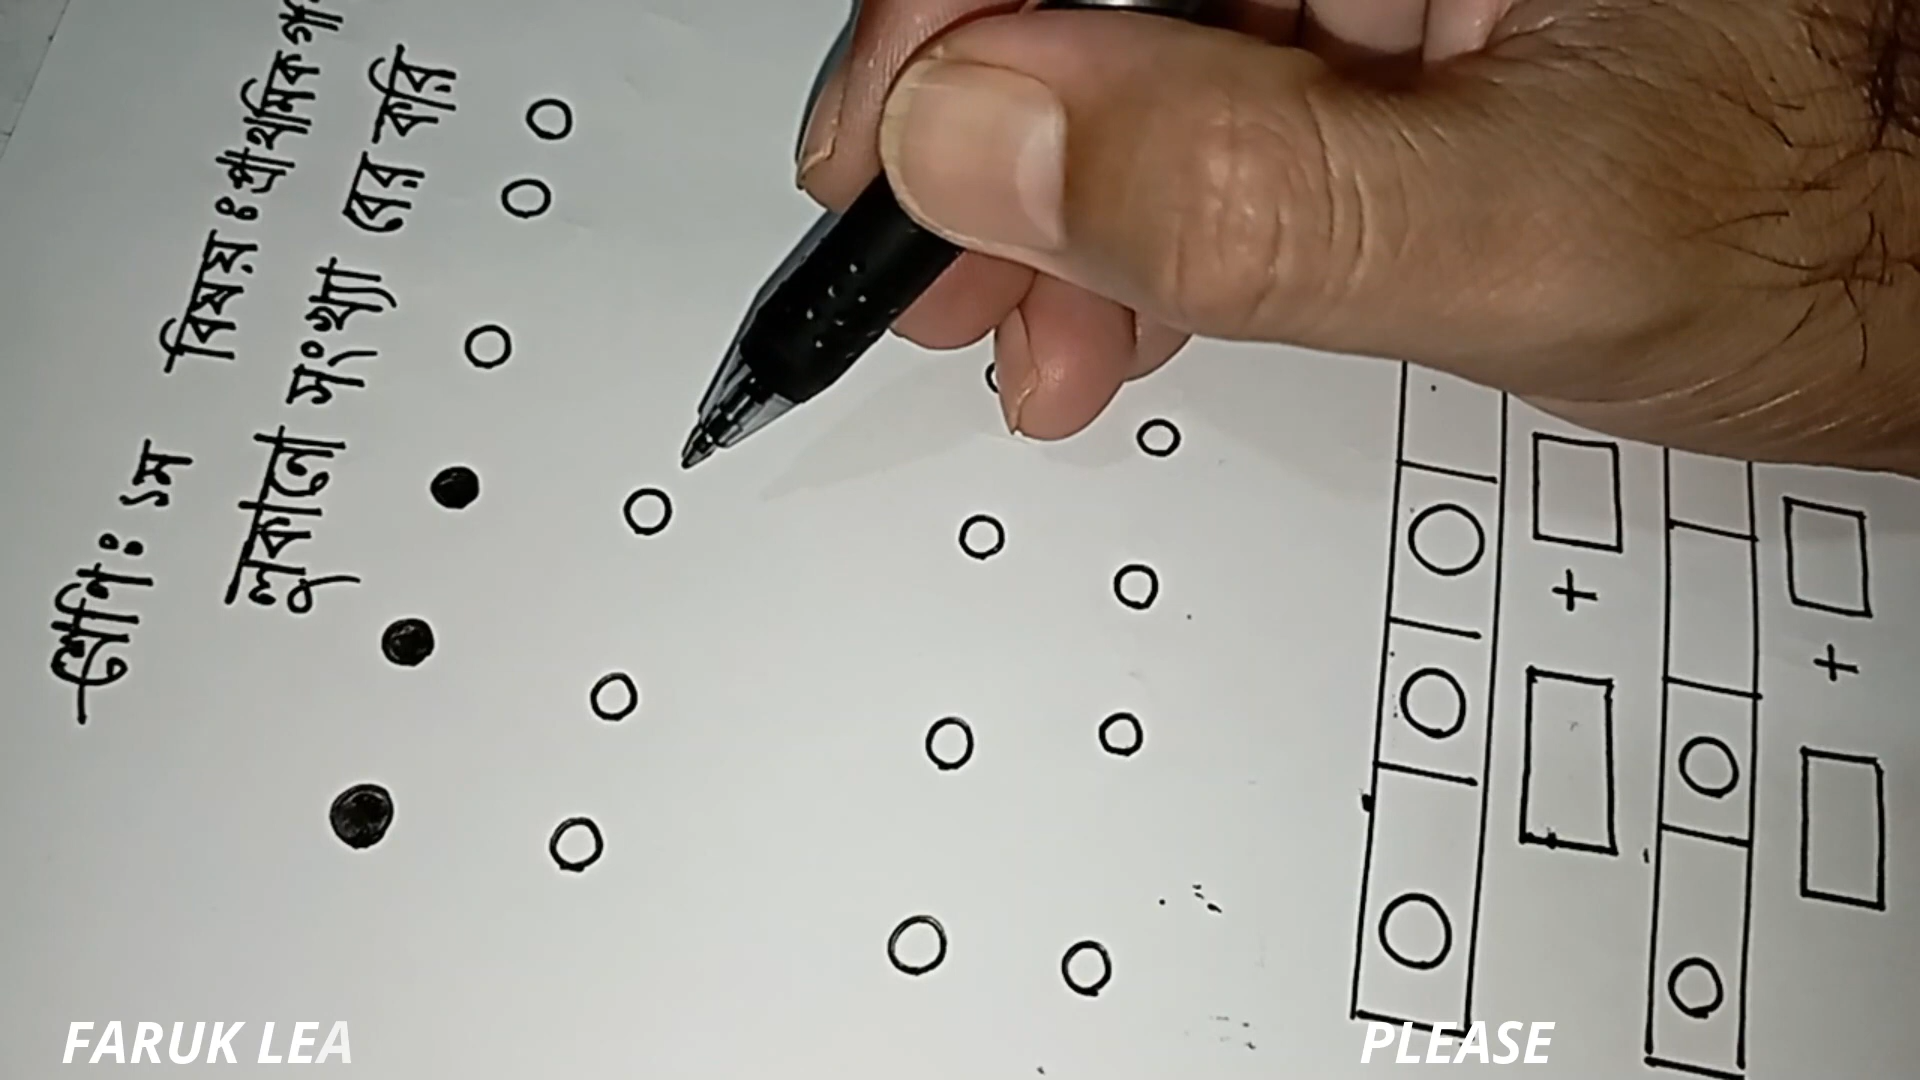 শ্রেণি: ১ম বিষয়ঃ প্রাথমিক
লুকানো সংখ্যা বের করি
+
+
FARUK LEA
PLEASE